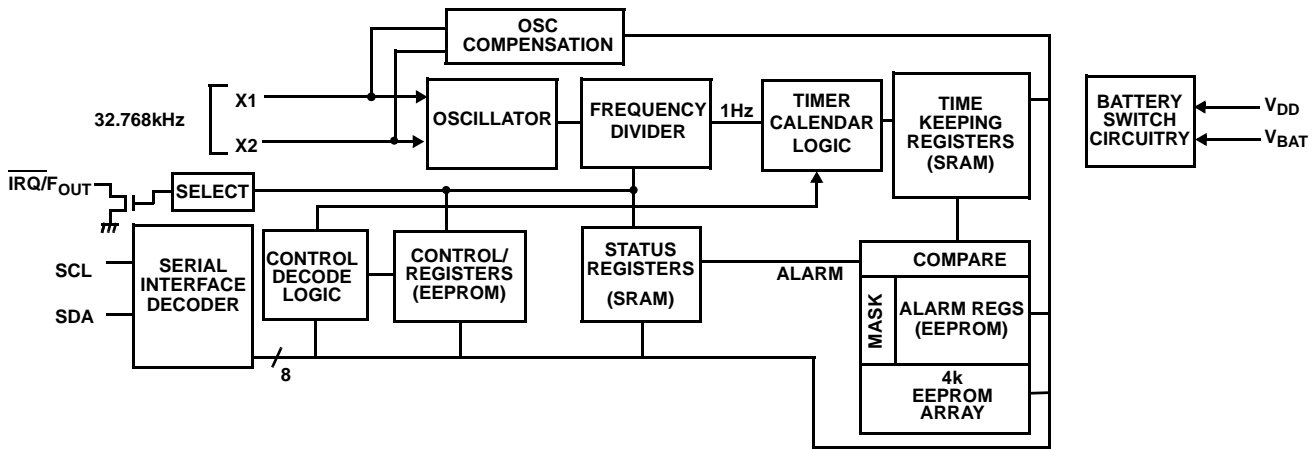 OSC
COMPENSATION
32.768kHz
X1
X2
OSCILLATOR
FREQUENCY
DIVIDER
1Hz
TIMER
CALENDAR
LOGIC
TIME
KEEPING
REGISTERS
(SRAM)
BATTERY
SWITCH
CIRCUITRY
VDD
VBAT
IRQ/FOUT
SELECT
SCL
SDA
SERIAL
INTERFACE
DECODER
CONTROL
DECODE
LOGIC
CONTROL/
REGISTERS
(EEPROM)
STATUS
REGISTERS
(SRAM)
ALARM
COMPARE
MASK
ALARM REGS
(EEPROM)
4k
EEPROM
ARRAY
8